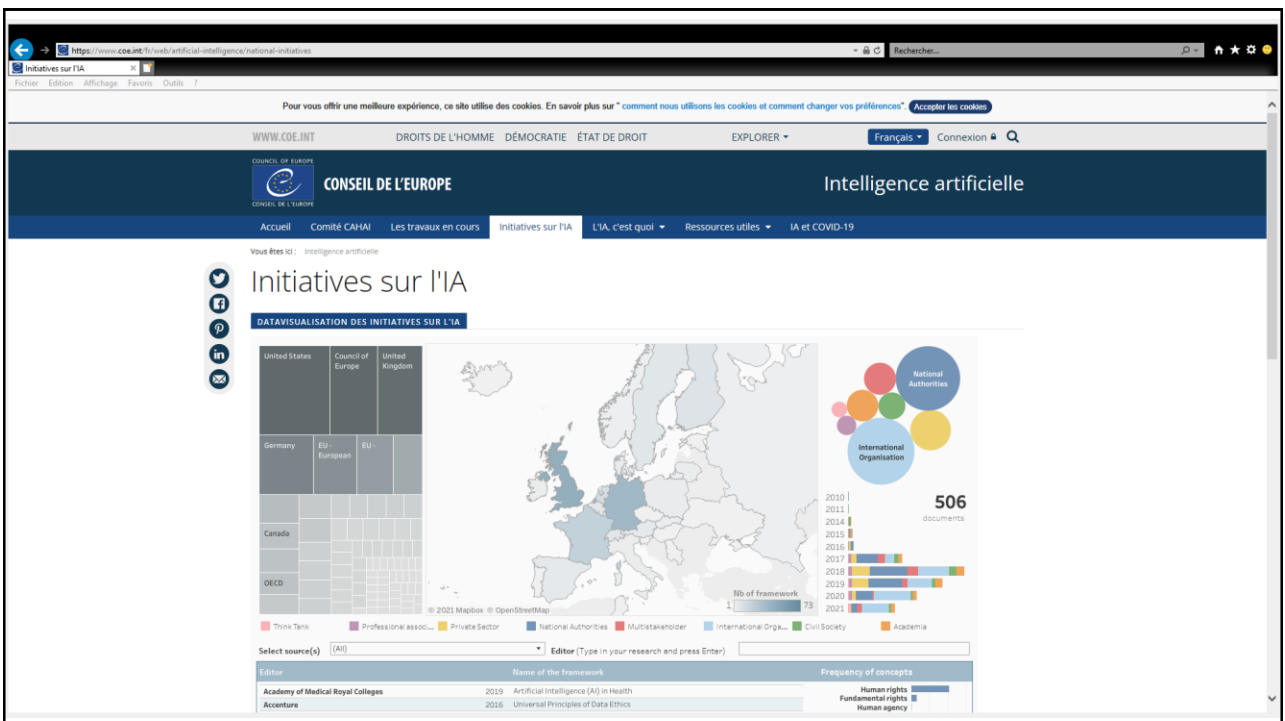 https://www.coe.int/fr/web/artificial-intelligence/national-initiatives
Rechercher...
Initiatives sur l'IA
Fichier Edition Affichage Favoris Outils ?
Pour vous offrir une meilleure expérience, ce site utilise des cookies. En savoir plus sur " comment nous utilisons les cookies et comment changer vos préférences". Accepter les cookies
WWW.COE.INT DROITS DE L'HOMME DÉMOCRATIE ÉTAT DE DROIT EXPLORER Français Connexion
COUNCIL OF EUROPE
CONSEIL DE L'EUROPE
CONSEIL DE L'EUROPE
Intelligence artificielle
Accueil Comité CAHAI Les travaux en cours Initiatives sur l'IA L'IA, c'est quoi Ressources utiles IA et COVID-19
Vous êtes ici : Intelligence artificielle
Initiatives sur l'IA
DATAVISUALISATION DES INITIATIVES SUR L'IA
United States
Council of Europe
United Kingdom
Germany
EU - European
EU -
Canada
OECD
© 2021 Mapbox © OpenStreetMap
Nb of framework
1 73
National Authorities
International Organisation
506
documents
2010
2011
2014
2015
2016
2017
2018
2019
2020
2021
Think Tank Professional associ... Private Sector National Authorities Multistakeholder International Orga... Civil Society Academia
Select source(s) (All) Editor (Type in your research and press Enter)
Editor Name of the framework Frequency of concepts
Academy of Medical Royal Colleges 2019 Artificial Intelligence (AI) in Health
Accenture 2016 Universal Principles of Data Ethics
Human rights
Fundamental rights
Human agency